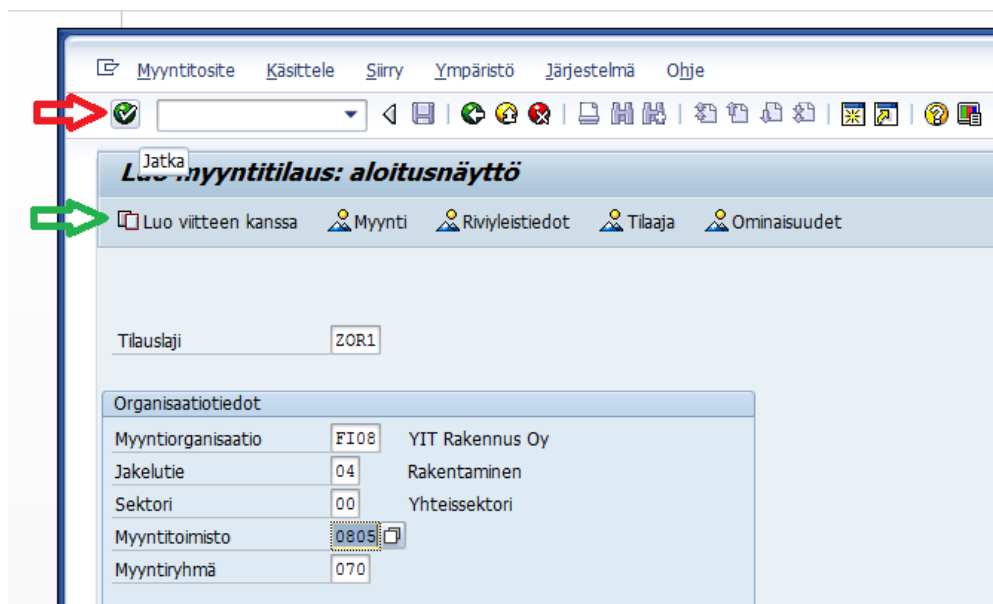 Myyntitosite Käsittele Siirry Ympäristö Järjestelmä Ohje
Jatka
Luo myyntitilaus: aloitusnäyttö
Luo viitteen kanssa Myynti Riviyleistiedot Tilaaja Ominaisuudet
Tilauslaji ZOR1
Organisaatiotiedot
Myyntiorganisaatio FI08 YIT Rakennus Oy
Jakelutie 04 Rakentaminen
Sektori 00 Yhteissektori
Myyntitoimisto 0805
Myyntiryhmä 070